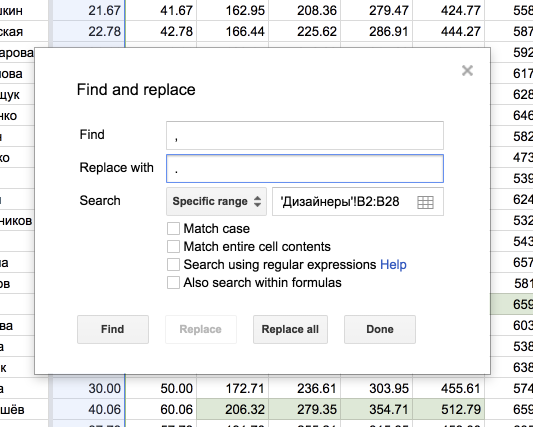 шкин 21.67 41.67 162.95 208.36 279.47 424.77 558
ская 22.78 42.78 166.44 225.62 286.91 444.27 587
арова 592
нова 617
щук 628
нко 646
н 582
ко 473
539
я 624
ников 532
543
на 657
ов 581
659
ва 603
а 538
к 638
Find and replace
Find ,
Replace with .
Search Specific range 'Дизайнеры'!B2:B28
Match case
Match entire cell contents
Search using regular expressions Help
Also search within formulas
Find Replace Replace all Done
а 30.00 50.00 172.71 236.61 303.95 455.61 574
шёв 40.06 60.06 206.32 279.35 354.71 512.79 659